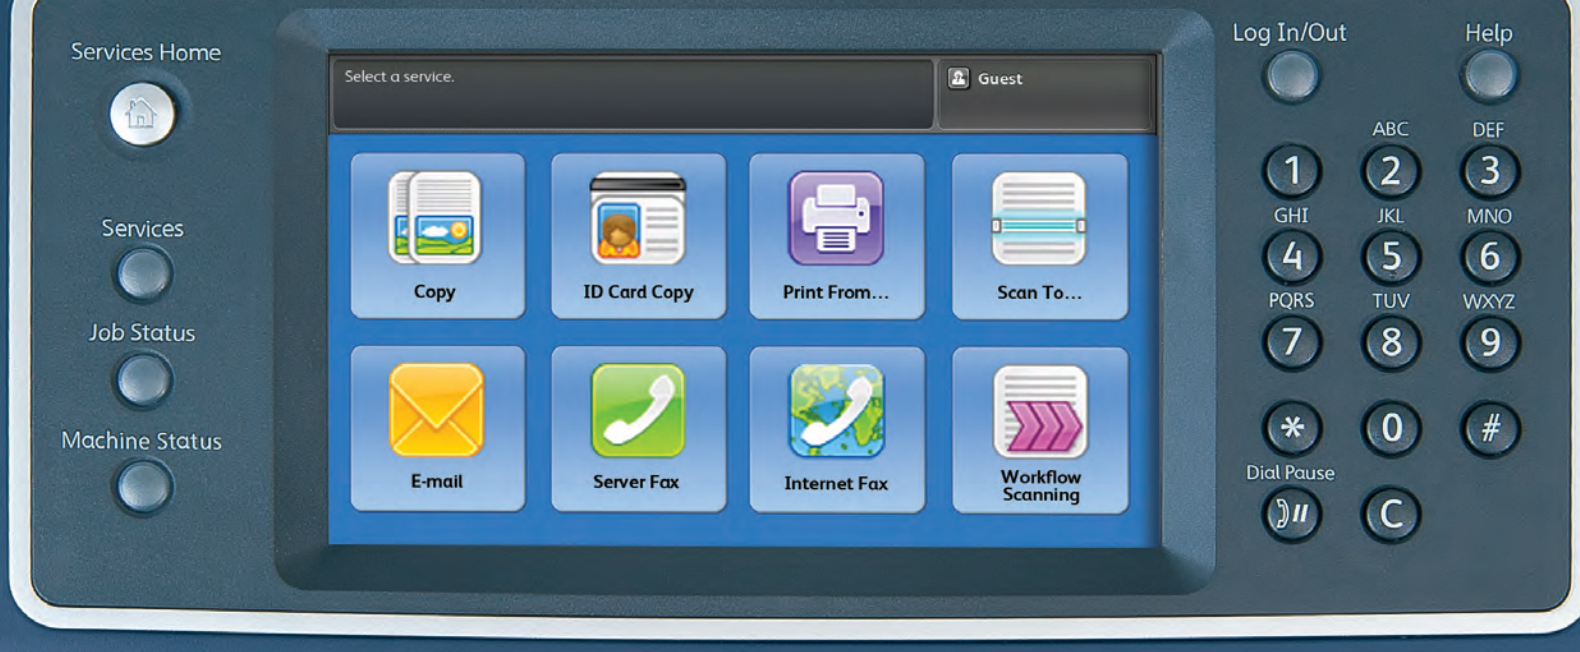 Services Home
Services
Job Status
Machine Status
Select a service.
Guest
Copy
ID Card Copy
Print From...
Scan To...
E-mail
Server Fax
Internet Fax
Workflow
Scanning
Log In/Out
Help
ABC
DEF
1
2
3
GHI
JKL
MNO
4
5
6
PQRS
TUV
WXYZ
7
8
9
*
0
#
Dial Pause
C